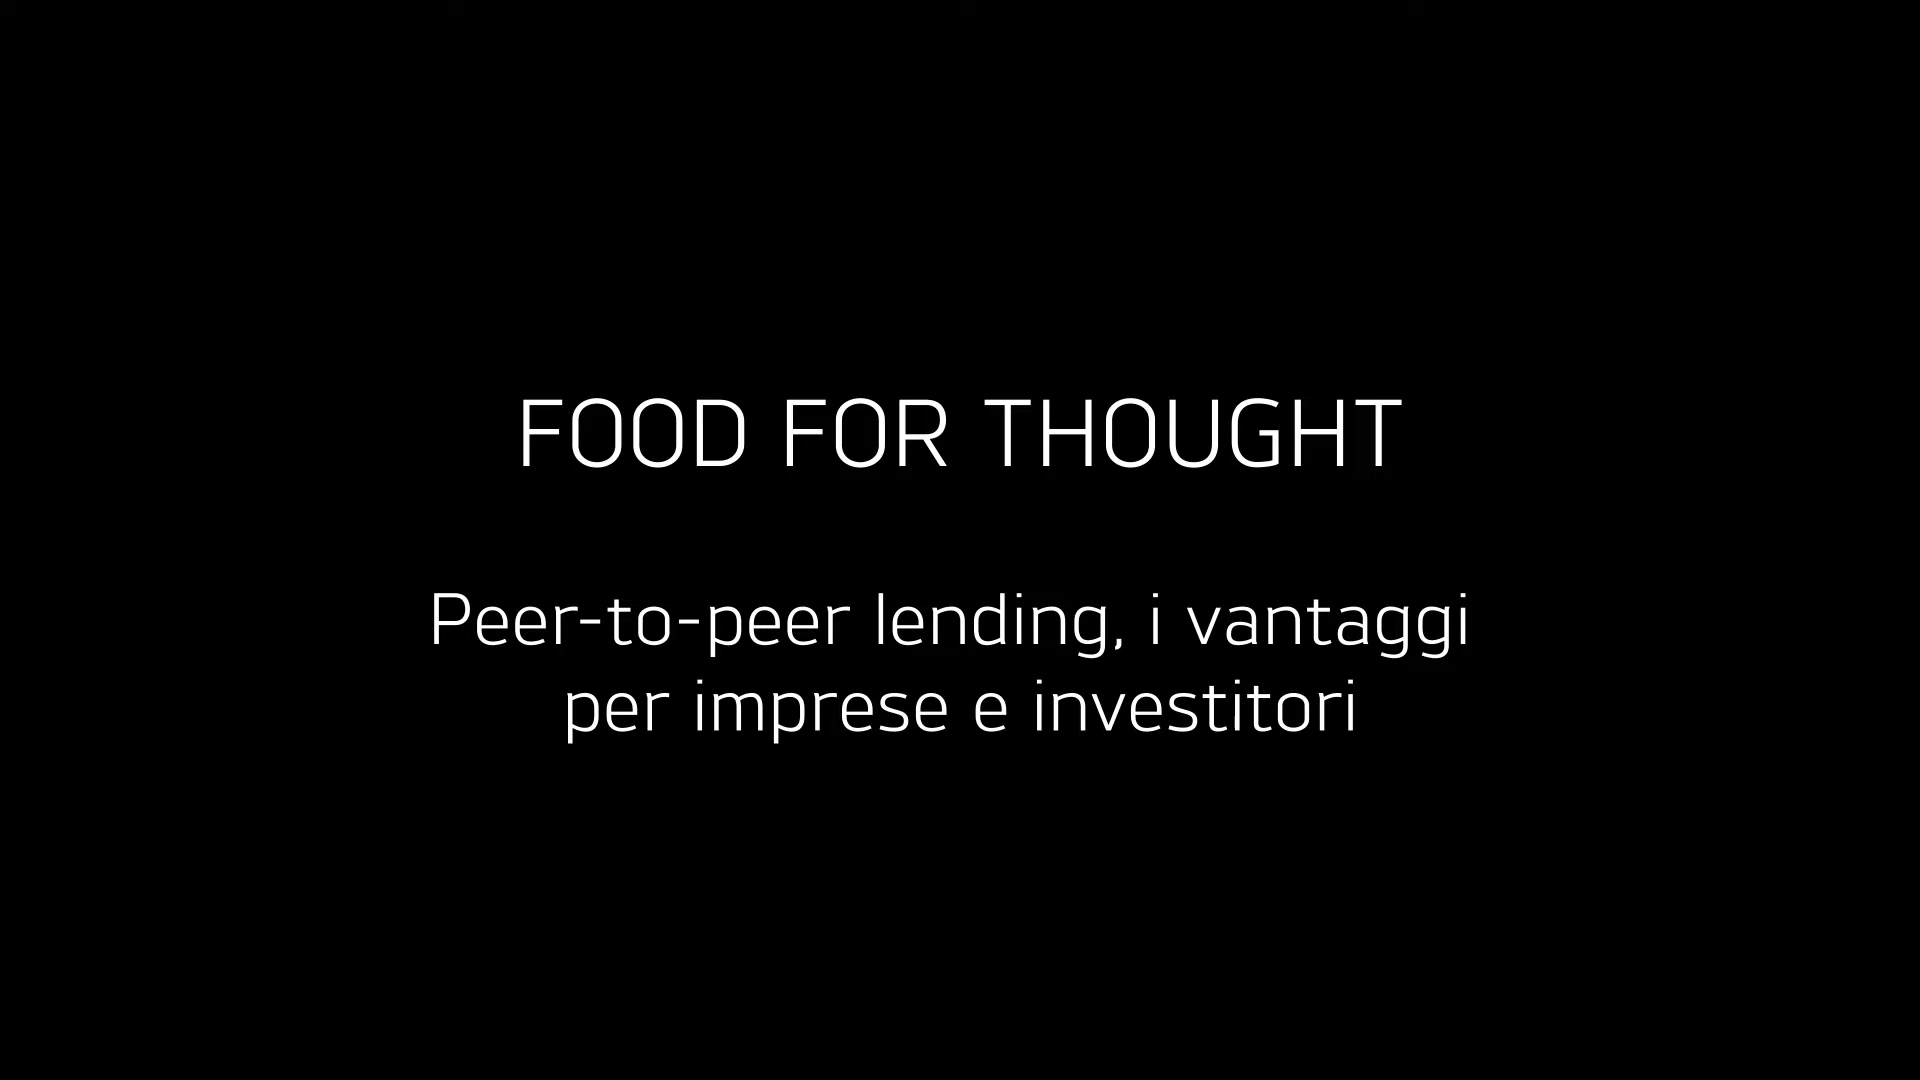 FOOD FOR THOUGHT
Peer-to-peer lending, i vantaggi
per imprese e investitori